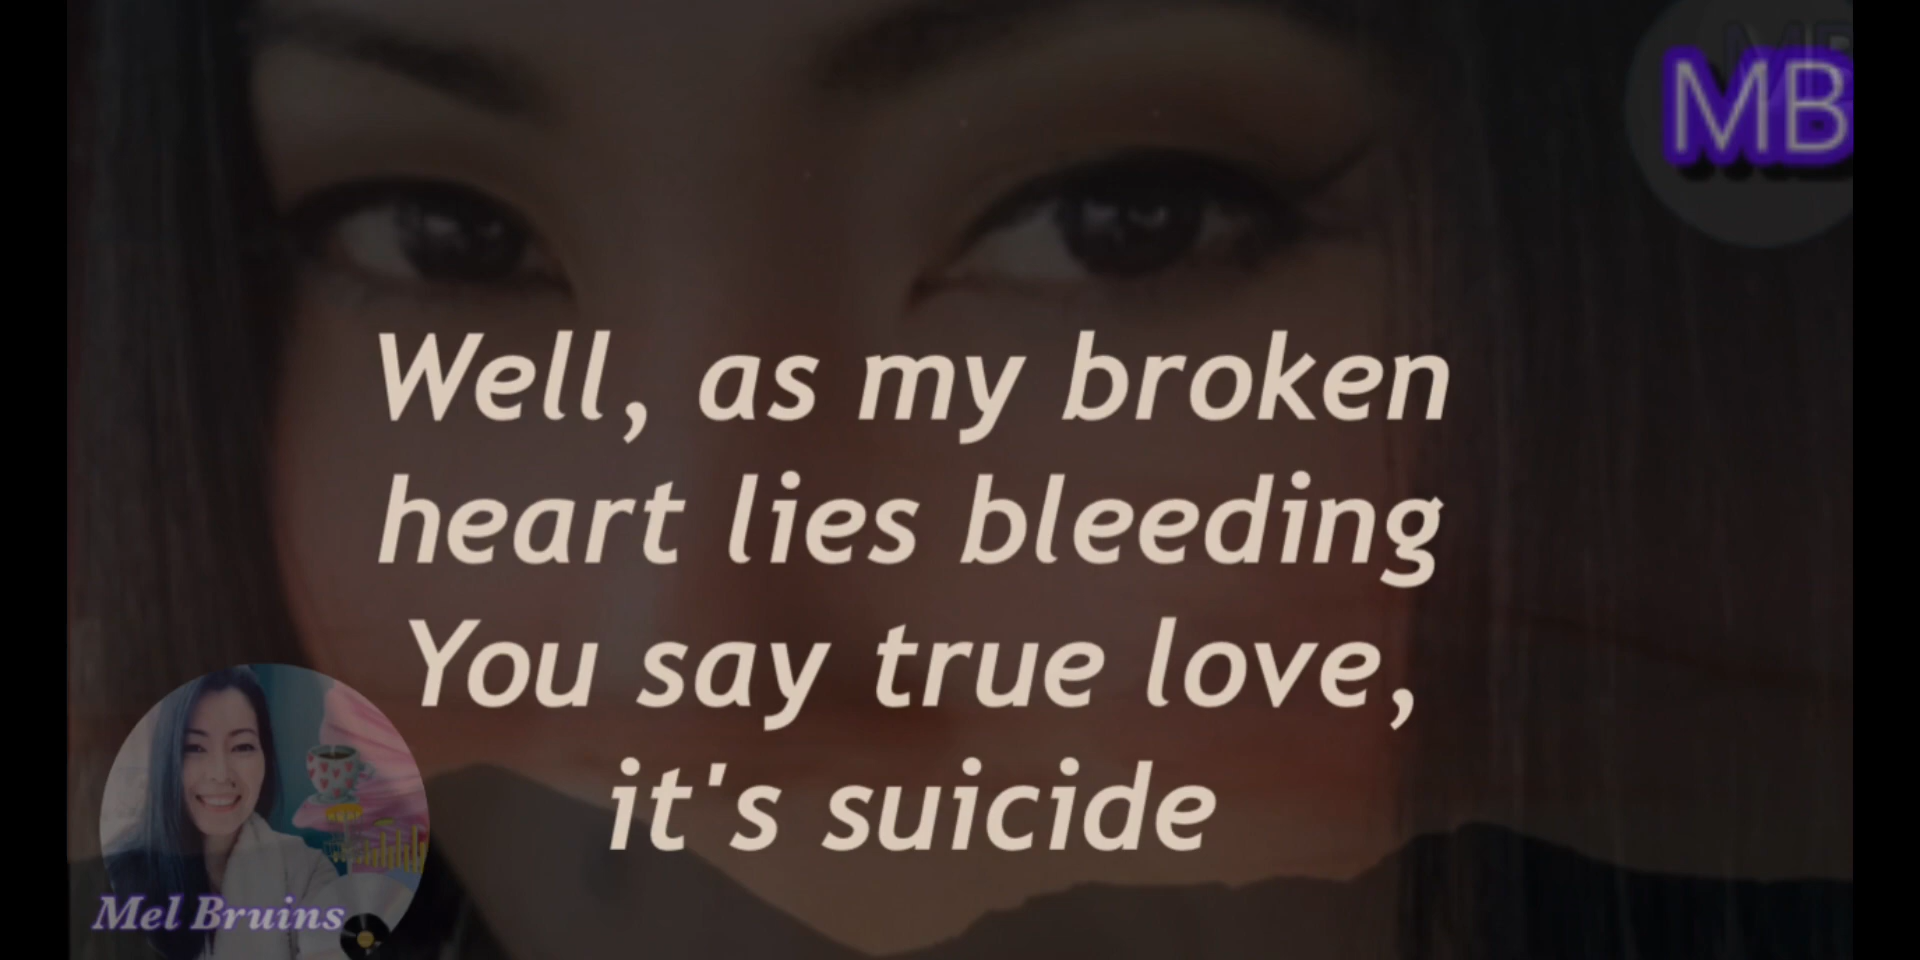 MB
Well, as my broken
heart lies bleeding
You say true love,
it's suicide
Mel Bruins